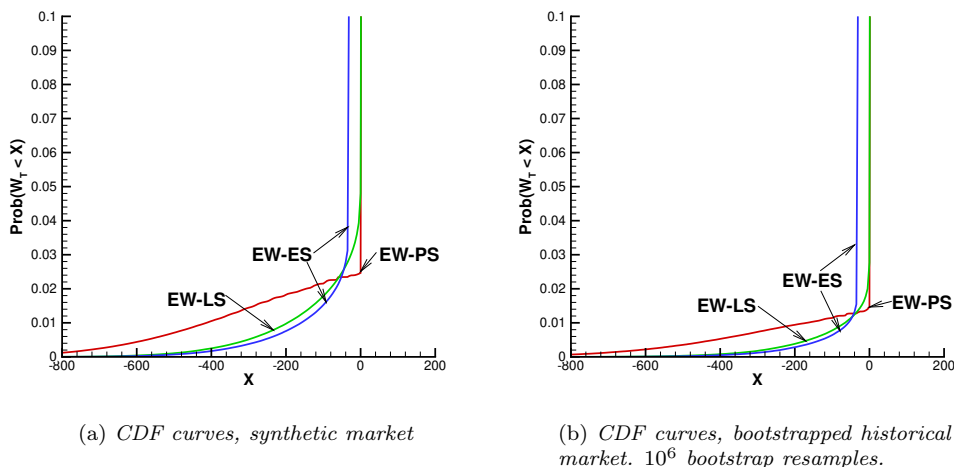 Prob(W_T < X)
0.1
0.09
0.08
0.07
0.06
0.05
0.04
0.03
0.02
0.01
0
-800
-600
-400
-200
0
200
X
EW-ES
EW-PS
EW-LS
(a) CDF curves, synthetic market
Prob(W_T < X)
0.1
0.09
0.08
0.07
0.06
0.05
0.04
0.03
0.02
0.01
0
-800
-600
-400
-200
0
200
X
EW-ES
EW-LS
EW-PS
(b) CDF curves, bootstrapped historical
market. 10^6 bootstrap resamples.